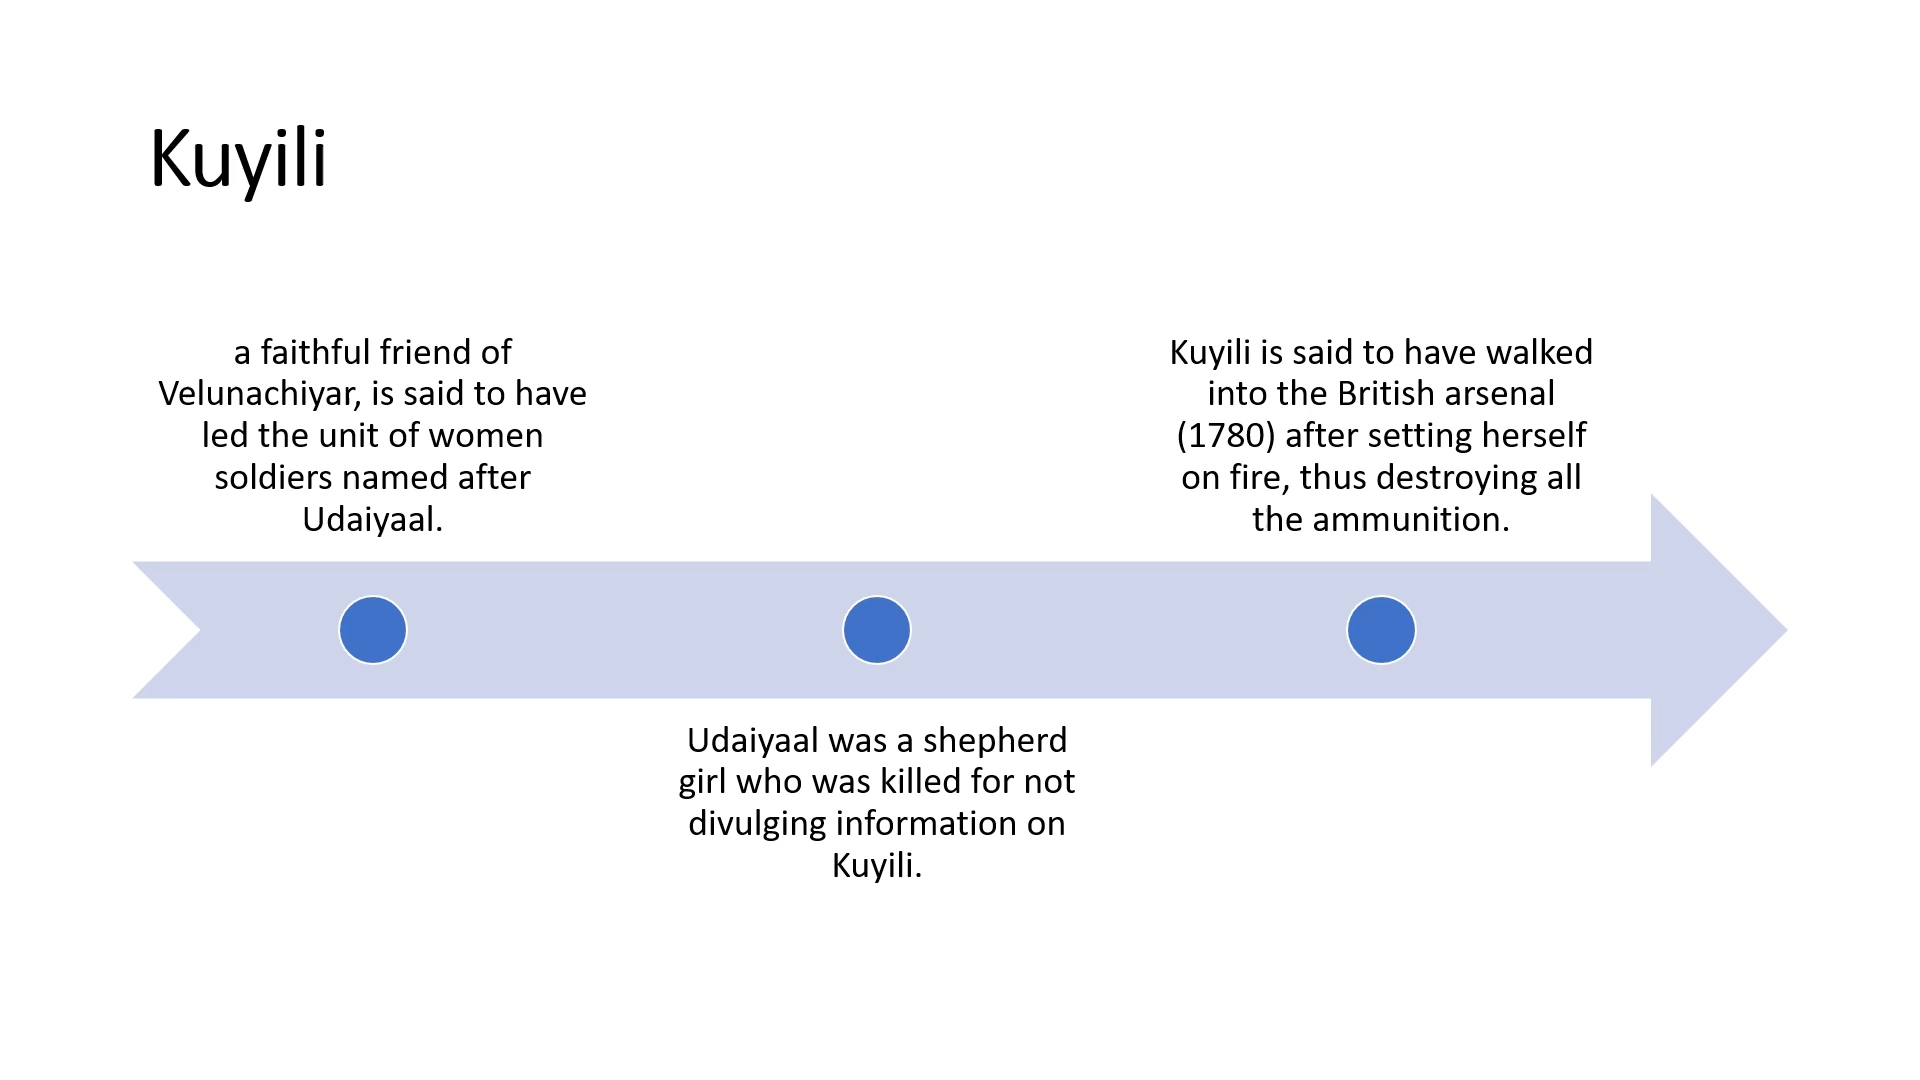 Kuyili
a faithful friend of
Velunachiyar, is said to have
led the unit of women
soldiers named after
Udaiyaal.
Udaiyaal was a shepherd
girl who was killed for not
divulging information on
Kuyili.
Kuyili is said to have walked
into the British arsenal
(1780) after setting herself
on fire, thus destroying all
the ammunition.